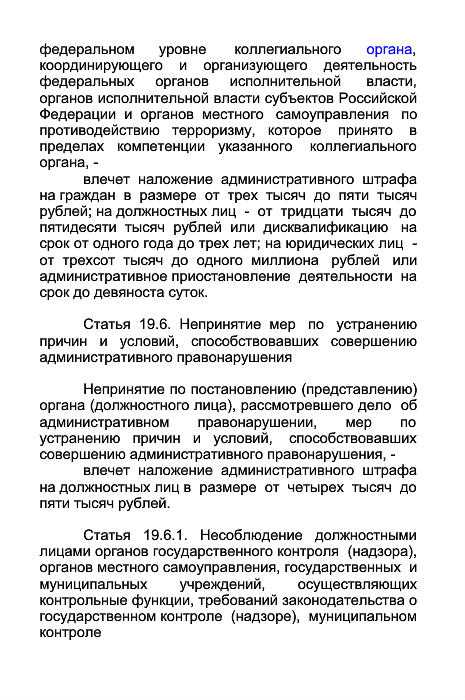 федеральном уровне коллегиального органа,
координирующего и организующего деятельность
федеральных органов исполнительной власти,
органов исполнительной власти субъектов Российской
Федерации и органов местного самоуправления по
противодействию терроризму, которое принято в
пределах компетенции указанного коллегиального
органа, -
влечет наложение административного штрафа
на граждан в размере от трех тысяч до пяти тысяч
рублей; на должностных лиц - от тридцати тысяч до
пятидесяти тысяч рублей или дисквалификацию на
срок от одного года до трех лет; на юридических лиц -
от трехсот тысяч до одного миллиона рублей или
административное приостановление деятельности на
срок до девяноста суток.
Статья 19.6. Непринятие мер по устранению
причин и условий, способствовавших совершению
административного правонарушения
Непринятие по постановлению (представлению)
органа (должностного лица), рассмотревшего дело об
административном правонарушении, мер по
устранению причин и условий, способствовавших
совершению административного правонарушения, -
влечет наложение административного штрафа
на должностных лиц в размере от четырех тысяч до
пяти тысяч рублей.
Статья 19.6.1. Несоблюдение должностными
лицами органов государственного контроля (надзора),
органов местного самоуправления, государственных и
муниципальных учреждений, осуществляющих
контрольные функции, требований законодательства о
государственном контроле (надзоре), муниципальном
контроле